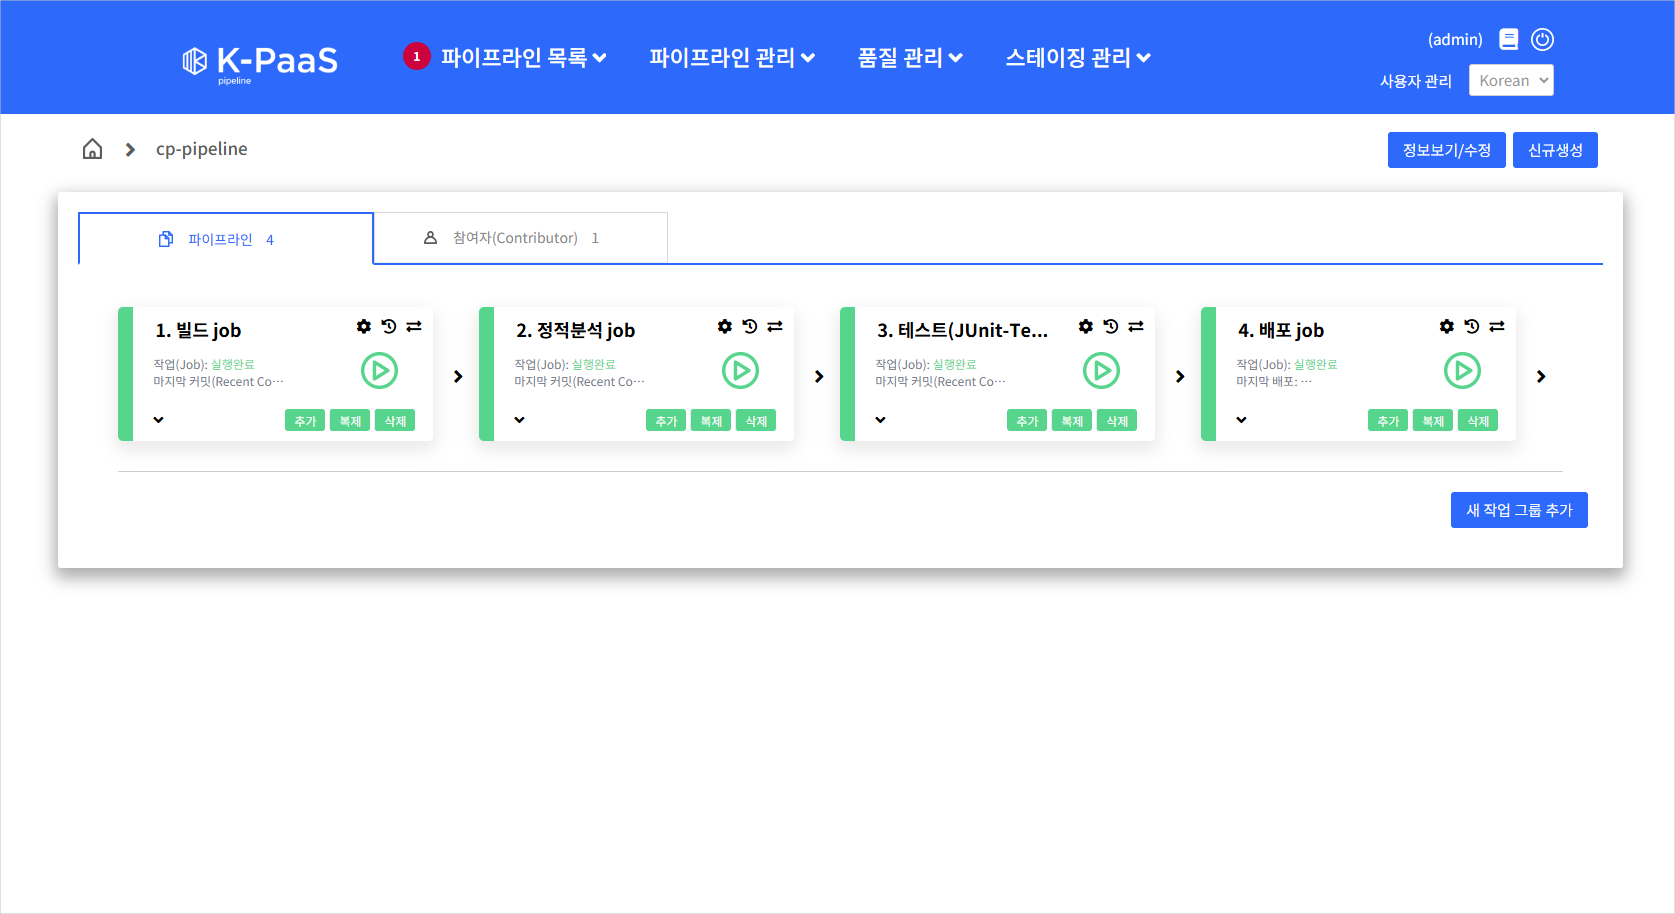 K-PaaS
pipeline
1 파이프라인 목록 파이프라인 관리 품질 관리 스테이징 관리
(admin)
사용자 관리 Korean
cp-pipeline
정보보기/수정 신규생성
파이프라인 4 참여자(Contributor) 1
1. 빌드 job
작업(Job): 실행완료
마지막 커밋(Recent Co···
추가 복제 삭제
2. 정적분석 job
작업(Job): 실행완료
마지막 커밋(Recent Co···
추가 복제 삭제
3. 테스트(JUnit-Te...
작업(Job): 실행완료
마지막 커밋(Recent Co···
추가 복제 삭제
4. 배포 job
작업(Job): 실행완료
마지막 배포: ···
추가 복제 삭제
새 작업 그룹 추가